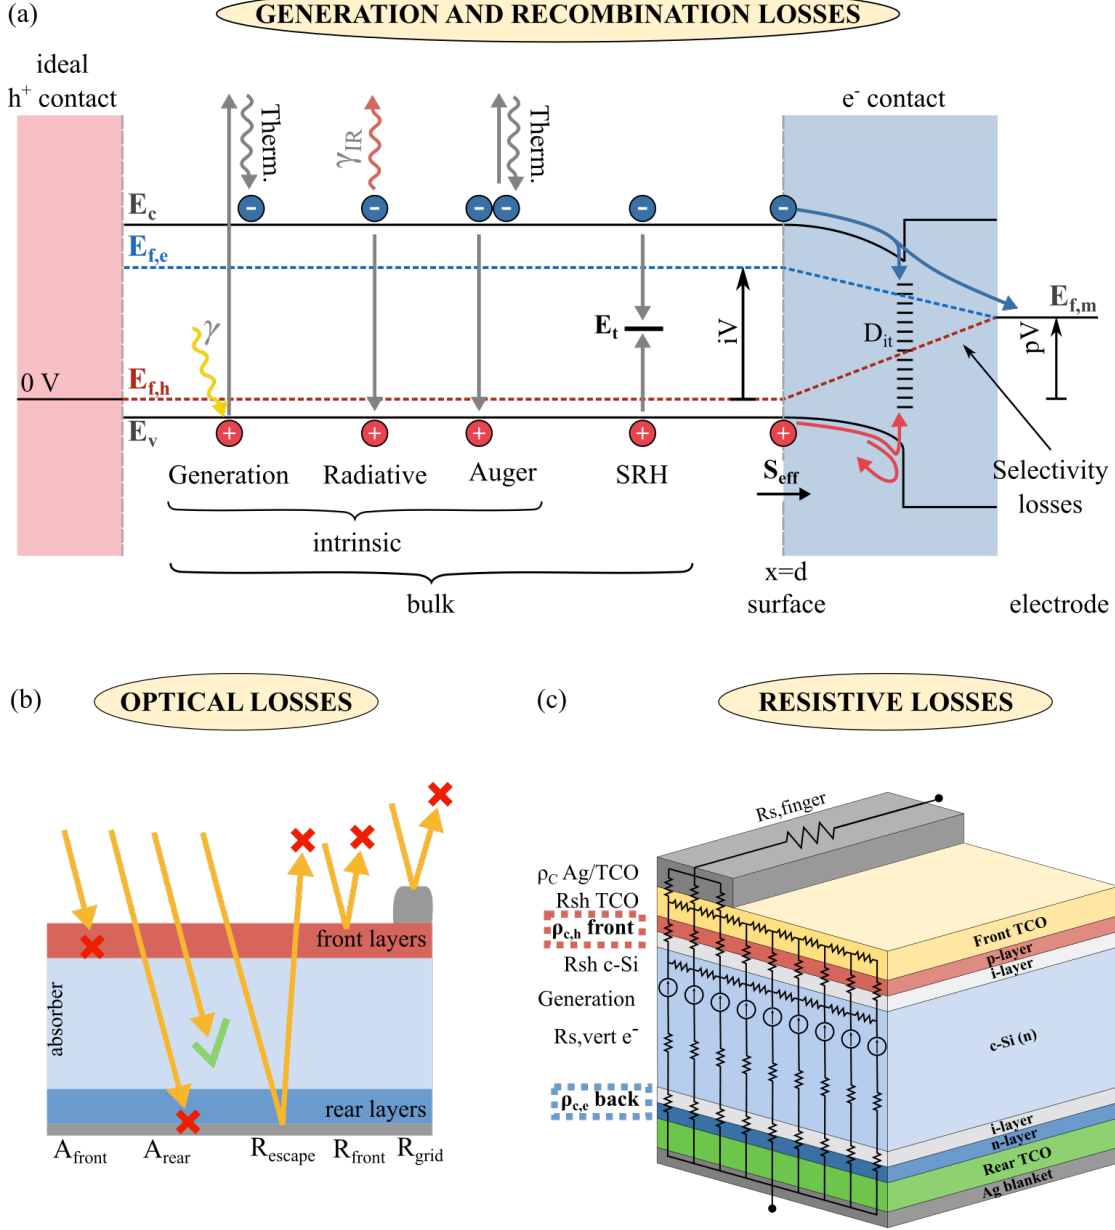 (a)
GENERATION AND RECOMBINATION LOSSES
ideal
h⁺ contact
e⁻ contact
Therm.
γIR
Therm.
Ec
Ef,e
Ef,m
Et
iV
Dit
pV
γ
0 V
Ef,h
Ev
Generation
Radiative
Auger
SRH
Seff
Selectivity
losses
intrinsic
bulk
x=d
surface
electrode
(b)
OPTICAL LOSSES
front layers
absorber
rear layers
Afront
Arear
Rescape
Rfront
Rgrid
(c)
RESISTIVE LOSSES
Rs,finger
ρC Ag/TCO
Rsh TCO
ρc,h front
Rsh c-Si
Generation
Rs,vert e⁻
ρc,e back
Front TCO
p-layer
i-layer
c-Si (n)
i-layer
n-layer
Rear TCO
Ag blanket